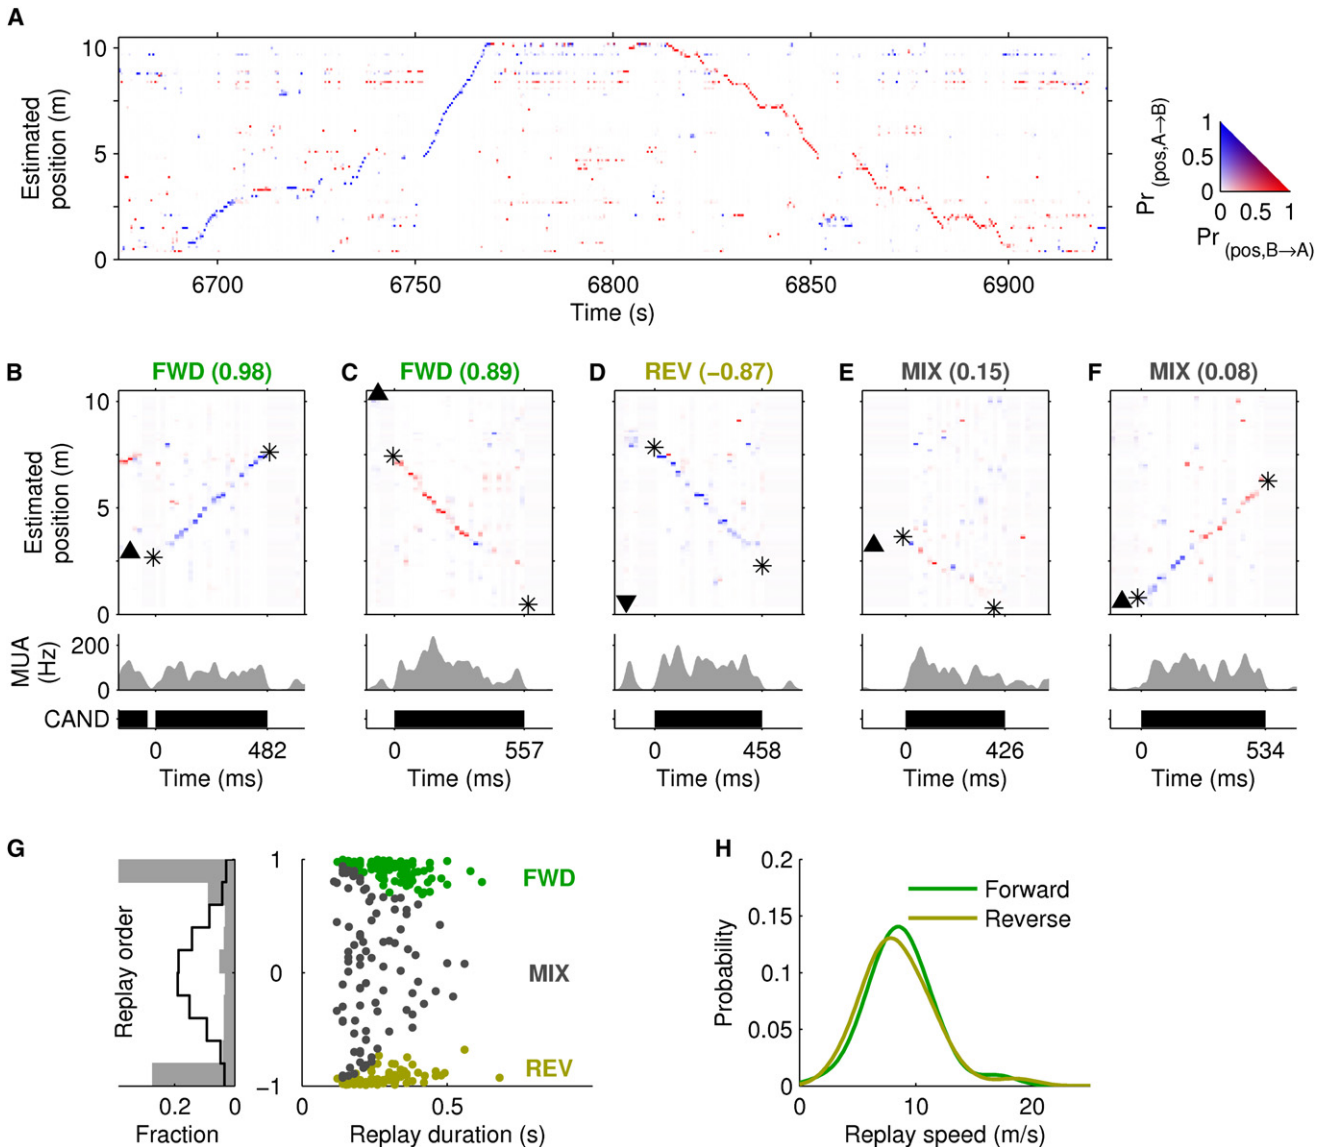 A
10
5
0
Estimated
position (m)
6700
6750
6800
6850
6900
Time (s)
Pr (pos,A→B)
1
0.5
0
0
0.5
1
Pr (pos,B→A)
B
FWD (0.98)
C
FWD (0.89)
D
REV (−0.87)
E
MIX (0.15)
F
MIX (0.08)
Estimated
position (m)
10
5
0
MUA
(Hz)
200
0
CAND
0
482
Time (ms)
0
557
Time (ms)
0
458
Time (ms)
0
426
Time (ms)
0
534
Time (ms)
G
Replay order
0.2
0
Fraction
1
0
−1
FWD
MIX
REV
0
0.5
Replay duration (s)
H
Probability
0.2
0.15
0.1
0.05
0
Forward
Reverse
0
10
20
Replay speed (m/s)